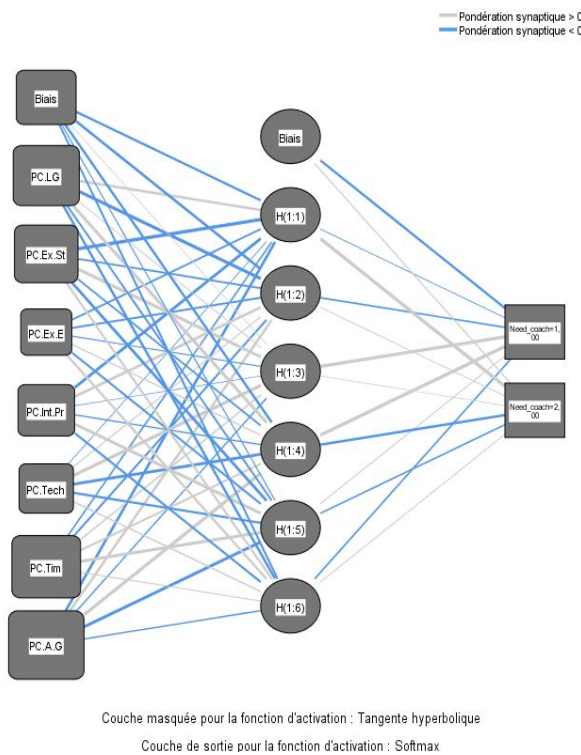 Pondération synaptique > 0
Pondération synaptique < 0
Biais
PC.LG
PC.Ex.St
PC.Ex.E
PC.Int.Pr
PC.Tech
PC.Tim
PC.A.G
Biais
H(1:1)
H(1:2)
H(1:3)
H(1:4)
H(1:5)
H(1:6)
Need_coach=1,
00
Need_coach=2,
00
Couche masquée pour la fonction d'activation : Tangente hyperbolique
Couche de sortie pour la fonction d'activation : Softmax